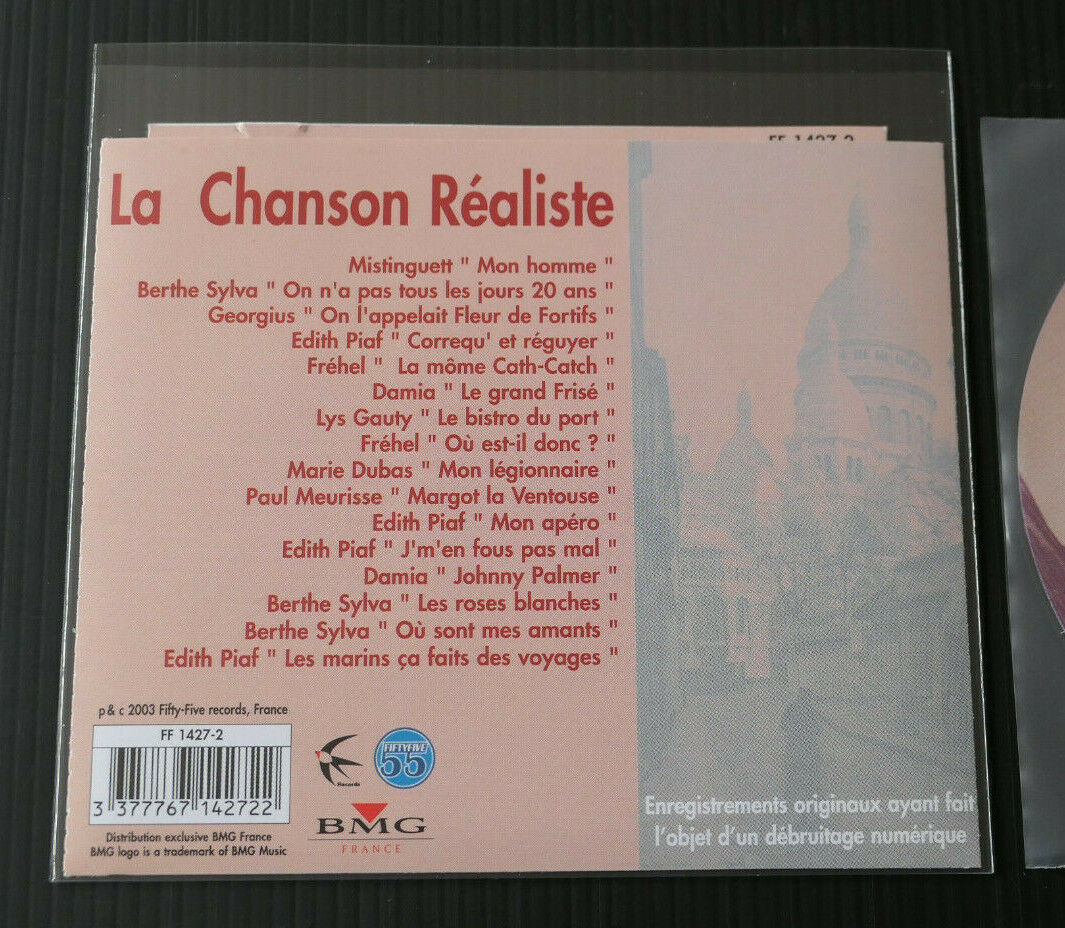 FF 1427-2
La Chanson Réaliste
Mistinguett " Mon homme "
Berthe Sylva " On n'a pas tous les jours 20 ans "
Georgius " On l'appelait Fleur de Fortifs "
Edith Piaf " Correqu' et réguyer "
Fréhel " La môme Cath-Catch "
Damia " Le grand Frisé "
Lys Gauty " Le bistro du port "
Fréhel " Où est-il donc ? "
Marie Dubas " Mon légionnaire "
Paul Meurisse " Margot la Ventouse "
Edith Piaf " Mon apéro "
Edith Piaf " J'm'en fous pas mal "
Damia " Johnny Palmer "
Berthe Sylva " Les roses blanches "
Berthe Sylva " Où sont mes amants "
Edith Piaf " Les marins ça faits des voyages "
p & c 2003 Fifty-Five records, France
FF 1427-2
3 377767 142722
Records
FIFTYFIVE
55
BMG
FRANCE
Distribution exclusive BMG France
BMG logo is a trademark of BMG Music
Enregistrements originaux ayant fait
l'objet d'un débruitage numérique